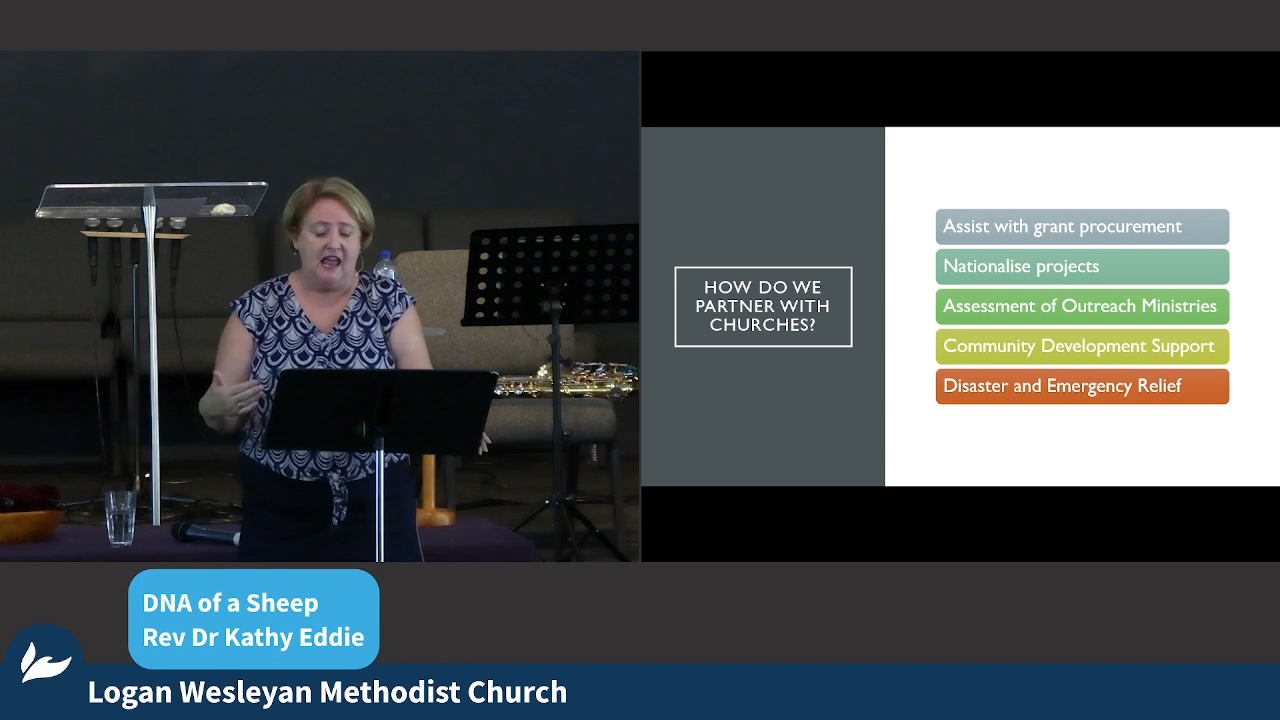 HOW DO WE
PARTNER WITH
CHURCHES?
Assist with grant procurement
Nationalise projects
Assessment of Outreach Ministries
Community Development Support
Disaster and Emergency Relief
DNA of a Sheep
Rev Dr Kathy Eddie
Logan Wesleyan Methodist Church